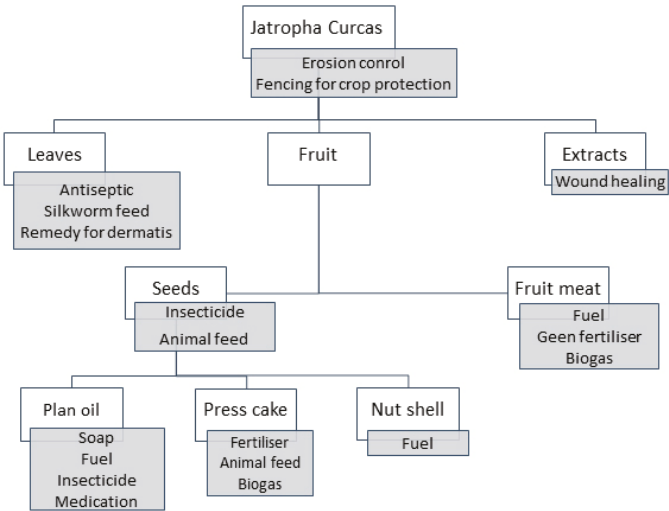 Jatropha Curcas
Erosion conrol
Fencing for crop protection
Leaves
Antiseptic
Silkworm feed
Remedy for dermatis
Fruit
Extracts
Wound healing
Seeds
Insecticide
Animal feed
Fruit meat
Fuel
Geen fertiliser
Biogas
Plan oil
Soap
Fuel
Insecticide
Medication
Press cake
Fertiliser
Animal feed
Biogas
Nut shell
Fuel